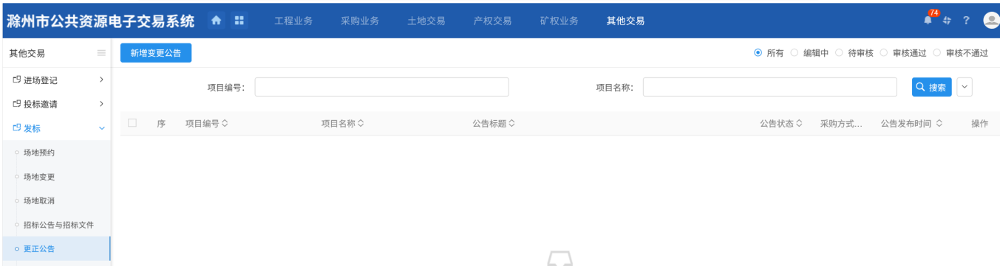 滁州市公共资源电子交易系统 工程业务 采购业务 土地交易 产权交易 矿权业务 其他交易 74 ?
其他交易 新增变更公告 所有 编辑中 待审核 审核通过 审核不通过
进场登记
项目编号： 项目名称： 搜索
投标邀请
发标 序 项目编号 项目名称 公告标题 公告状态 采购方式... 公告发布时间 操作
场地预约
场地变更
场地取消
招标公告与招标文件
更正公告